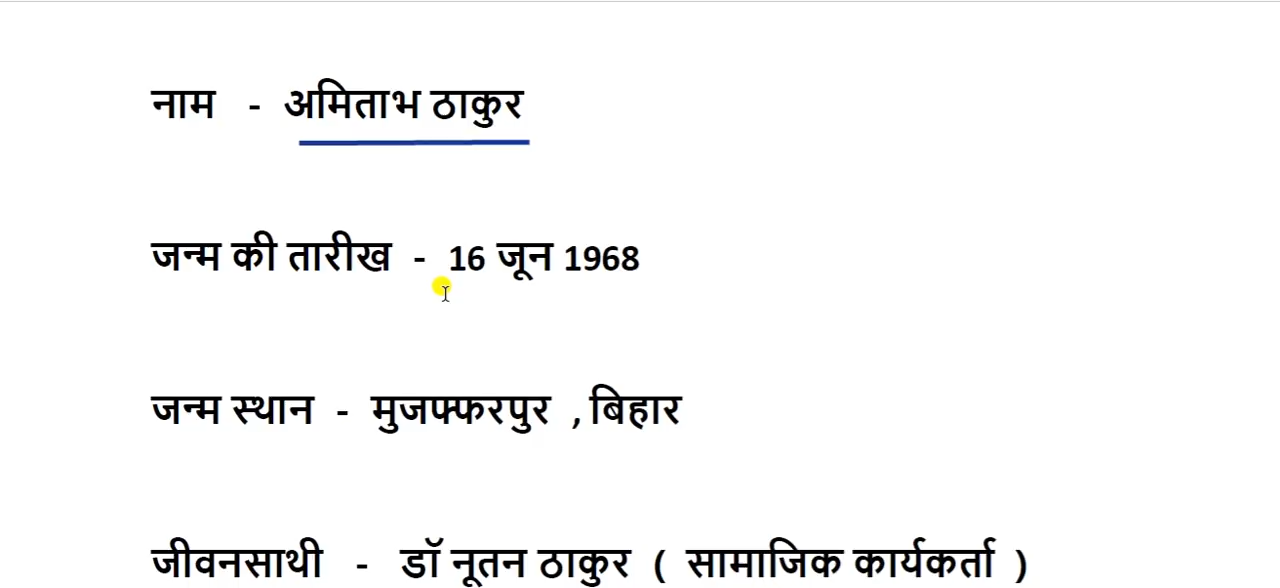 नाम - अमिताभ ठाकुर
जन्म की तारीख - 16 जून 1968
जन्म स्थान - मुजफ्फरपुर , बिहार
जीवनसाथी - डॉ नूतन ठाकुर ( सामाजिक कार्यकर्ता )